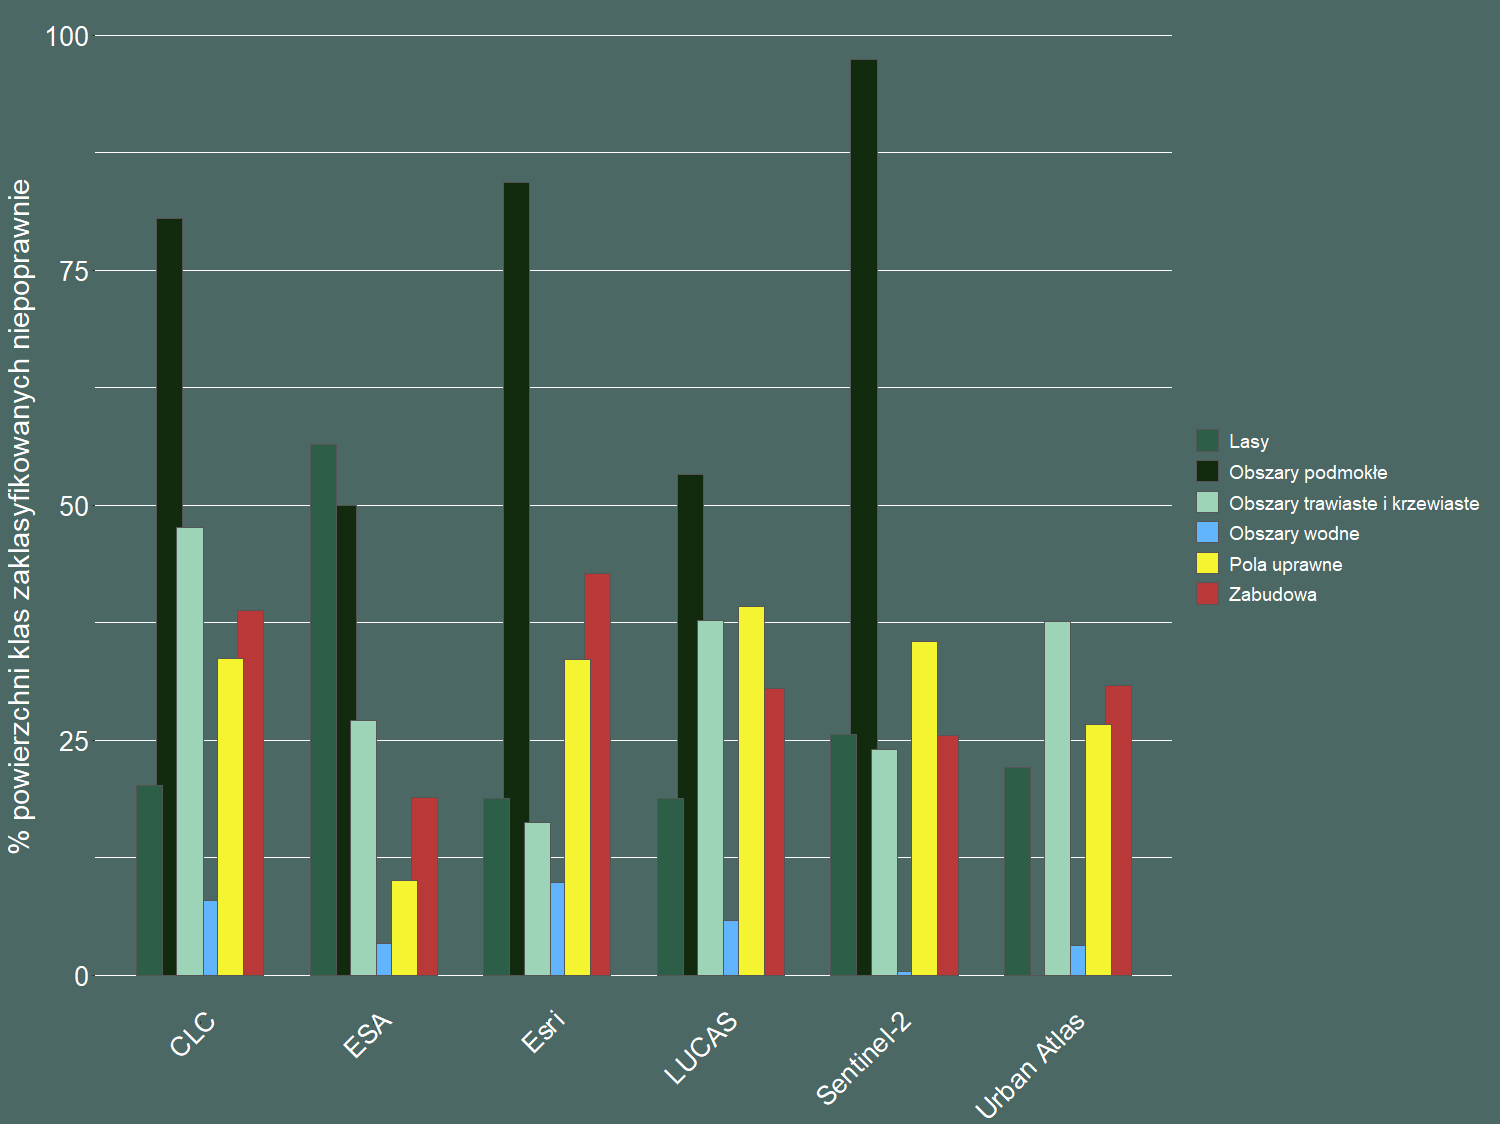 % powierzchni klas zaklasyfikowanych niepoprawnie
100
75
50
25
0
CLC
ESA
Esri
LUCAS
Sentinel-2
Urban Atlas
Lasy
Obszary podmokłe
Obszary trawiaste i krzewiaste
Obszary wodne
Pola uprawne
Zabudowa